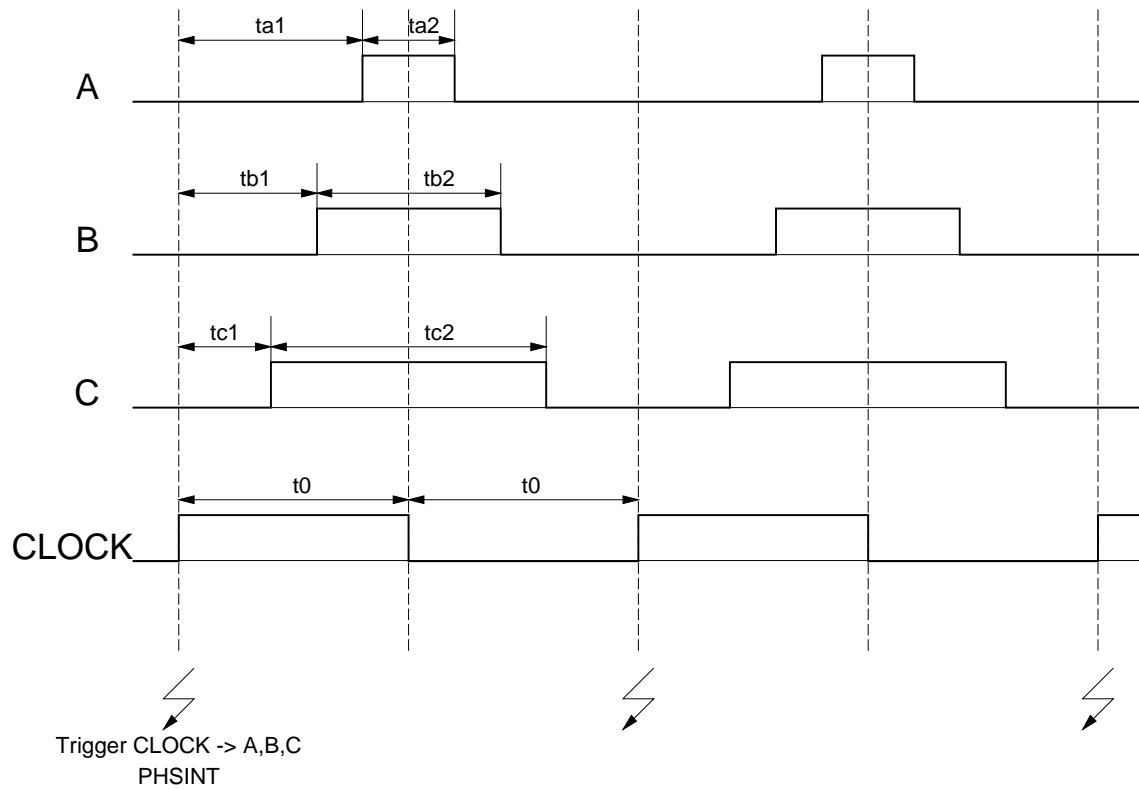 ta1 ta2
A
tb1 tb2
B
tc1 tc2
C
t0 t0
CLOCK
Trigger CLOCK -> A,B,C
PHSINT